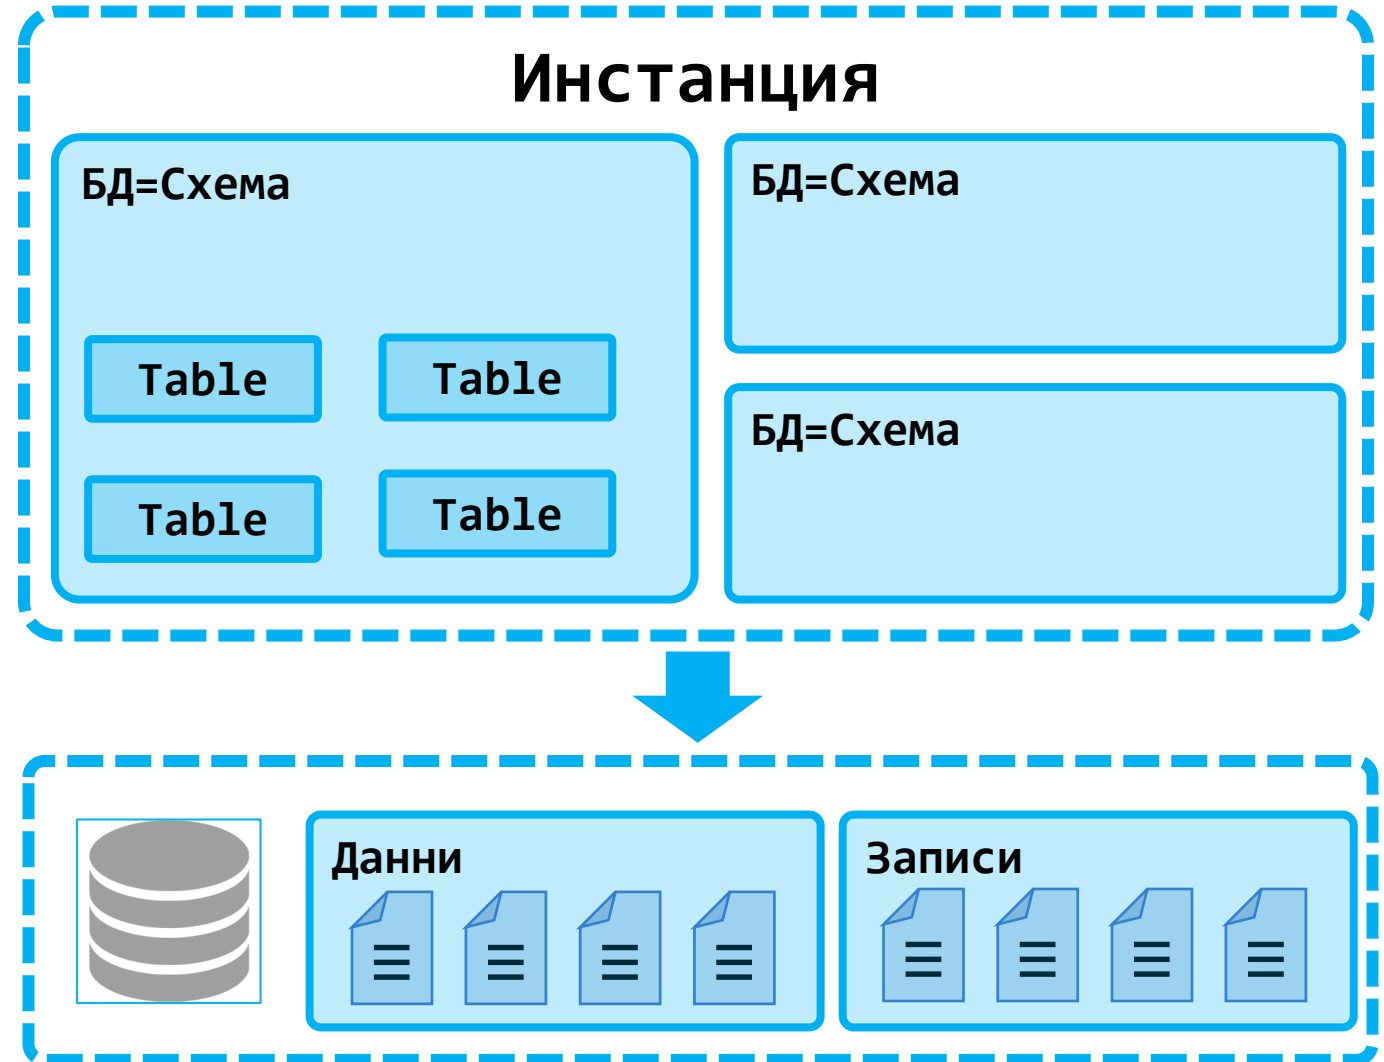 Инстанция
БД=Схема
Table
Table
Table
Table
БД=Схема
БД=Схема
Данни
Записи